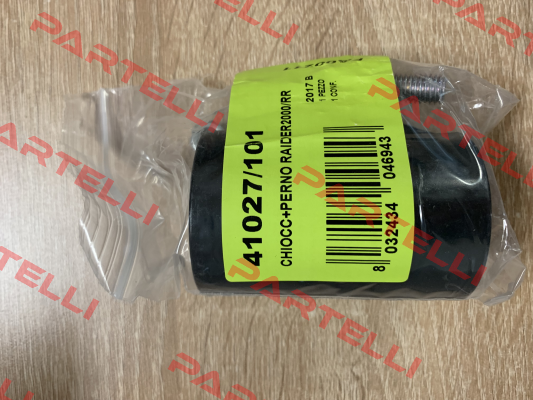 41027/101
CHIOCC+PERNO RAIDER2000/RR
2017 B
1 PEZZO
1 CONF.
8 032434 046943
PARTELLI
PARTELLI
PARTELLI
PARTELLI
PARTELLI